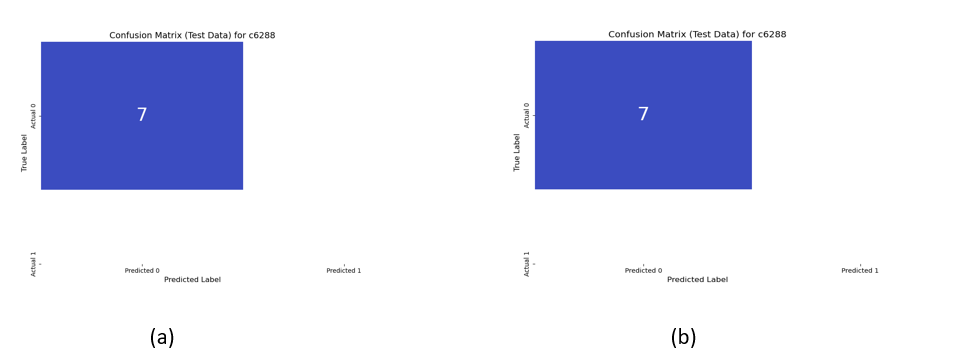 Confusion Matrix (Test Data) for c6288
7
Actual 0
True Label
Actual 1
Predicted 0
Predicted 1
Predicted Label
(a)
Confusion Matrix (Test Data) for c6288
7
Actual 0
True Label
Actual 1
Predicted 0
Predicted 1
Predicted Label
(b)